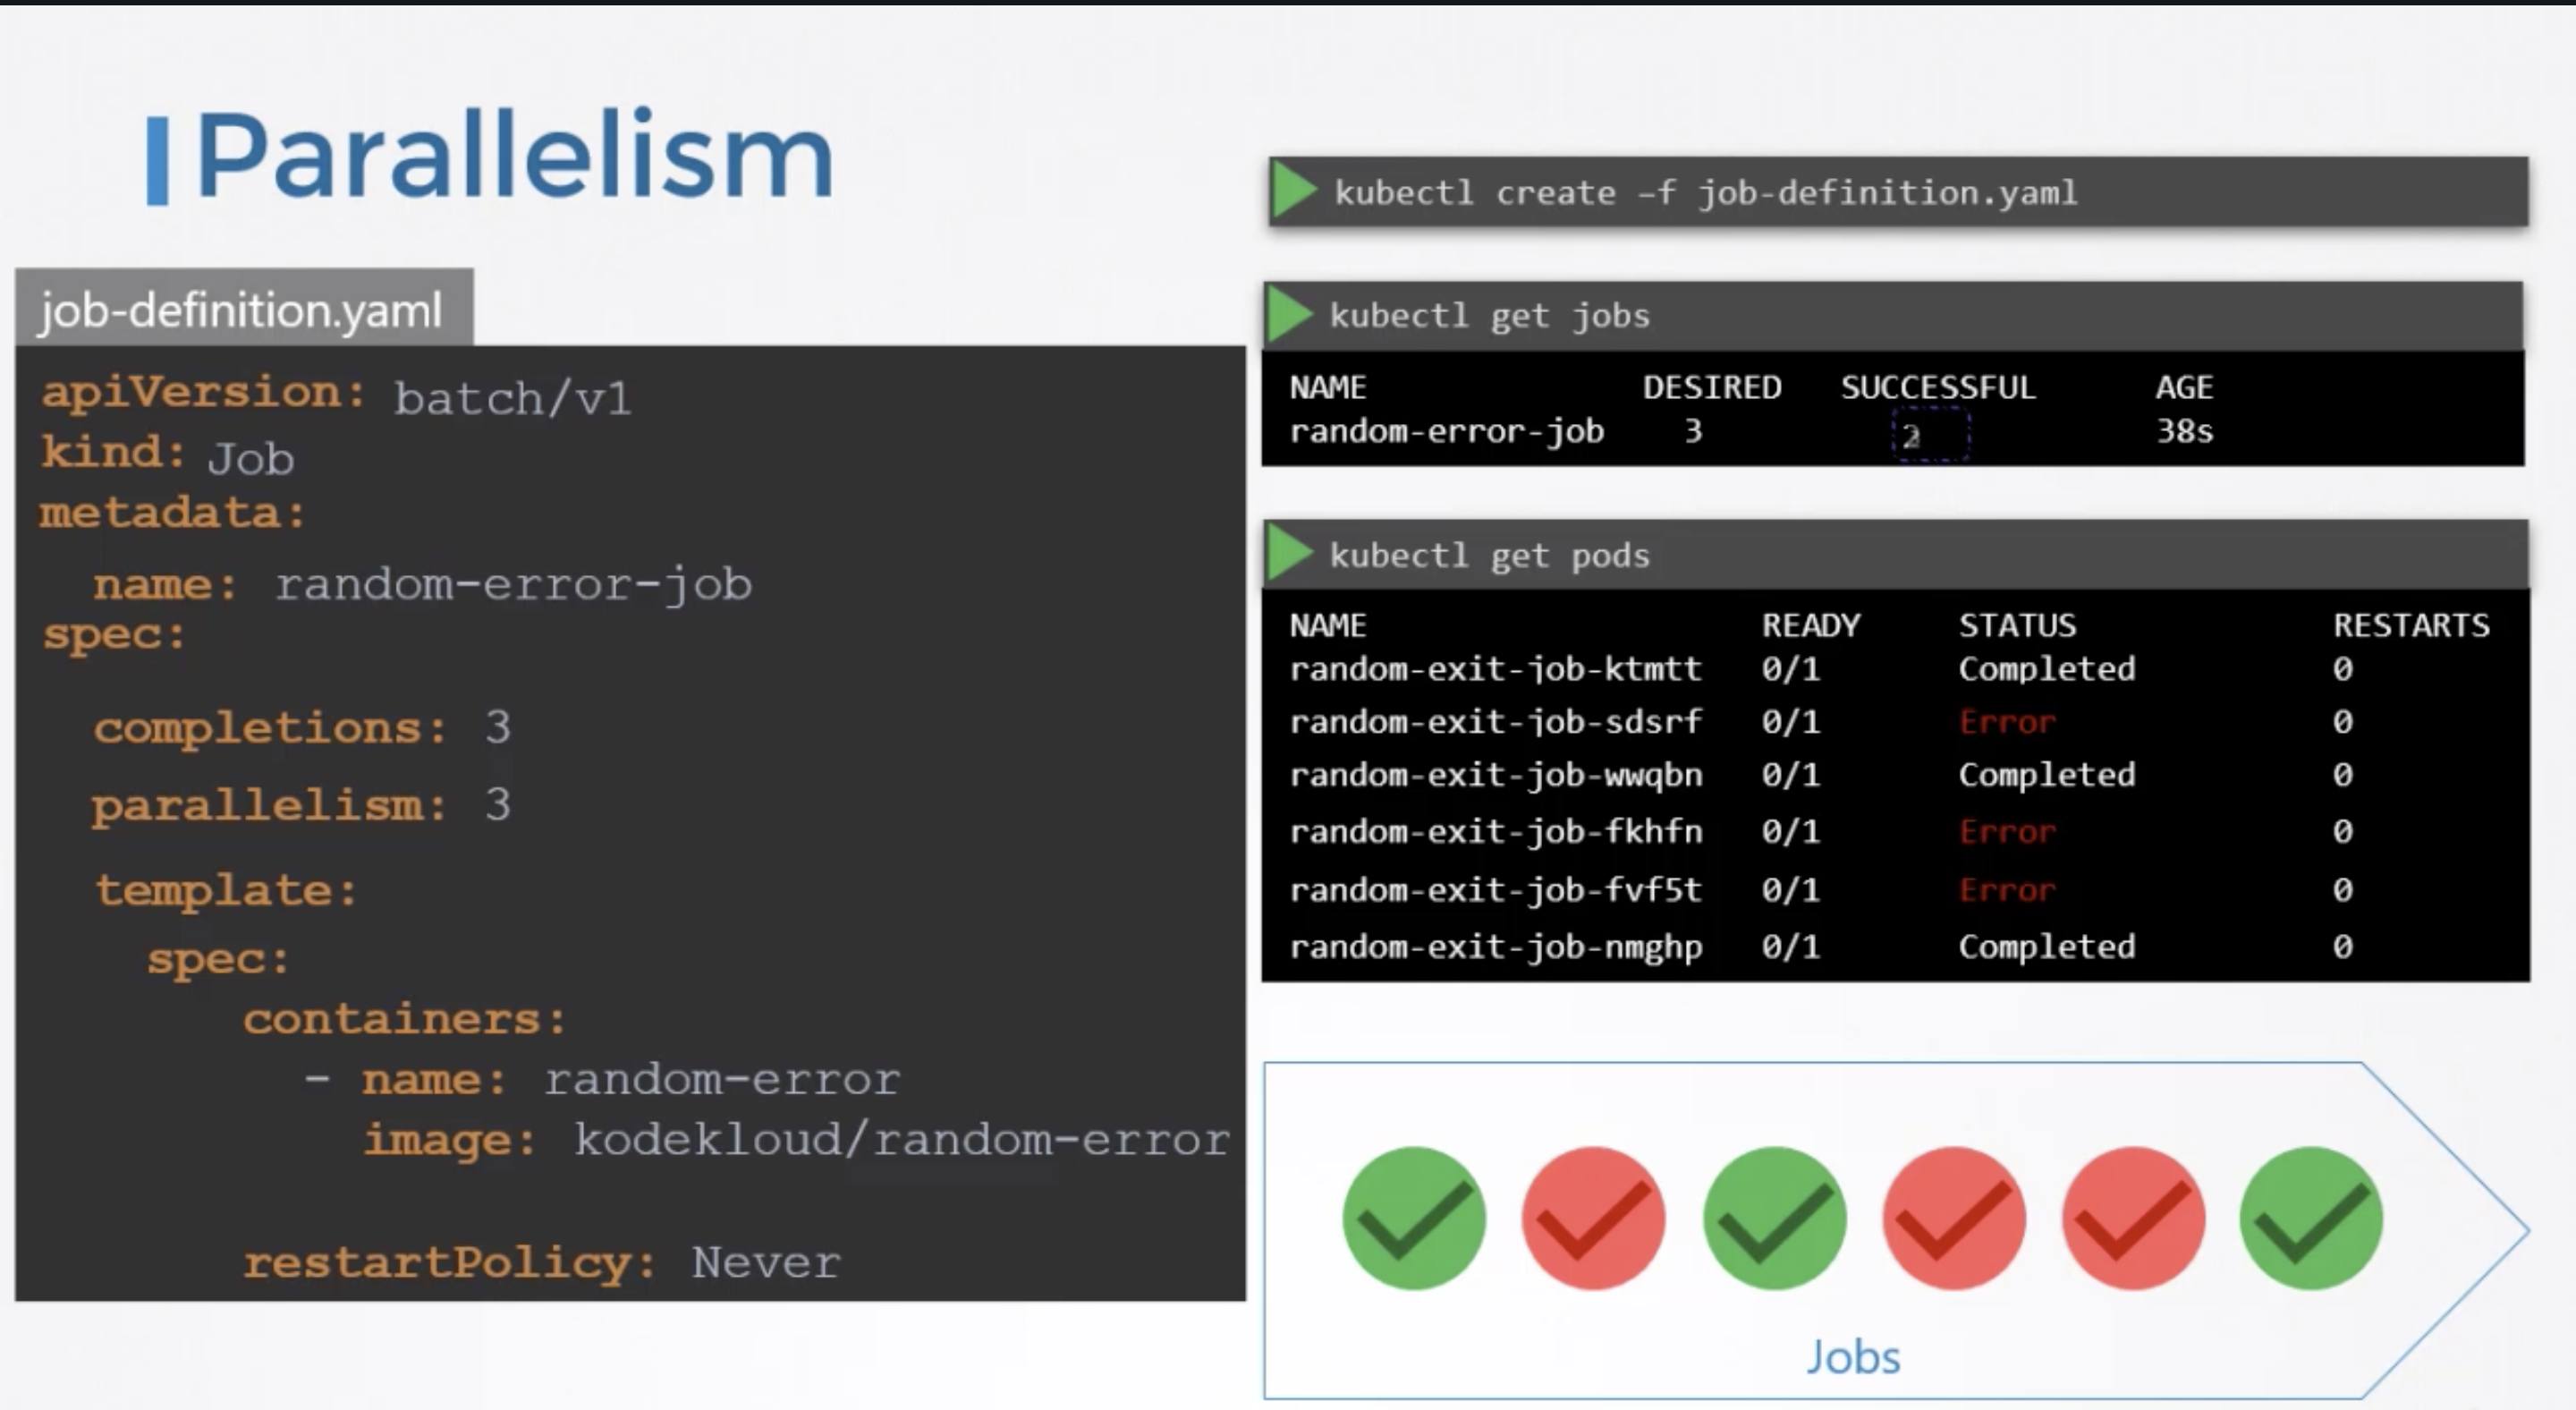 Parallelism
job-definition.yaml
apiVersion: batch/v1
kind: Job
metadata:
  name: random-error-job
spec:
  completions: 3
  parallelism: 3
  template:
    spec:
      containers:
        - name: random-error
          image: kodekloud/random-error
      restartPolicy: Never
kubectl create –f job-definition.yaml
kubectl get jobs
NAME DESIRED SUCCESSFUL AGE
random-error-job 3 38s
kubectl get pods
NAME READY STATUS RESTARTS
random-exit-job-ktmtt 0/1 Completed 0
random-exit-job-sdsrf 0/1 Error 0
random-exit-job-wwqbn 0/1 Completed 0
random-exit-job-fkhfn 0/1 Error 0
random-exit-job-fvf5t 0/1 Error 0
random-exit-job-nmghp 0/1 Completed 0
Jobs